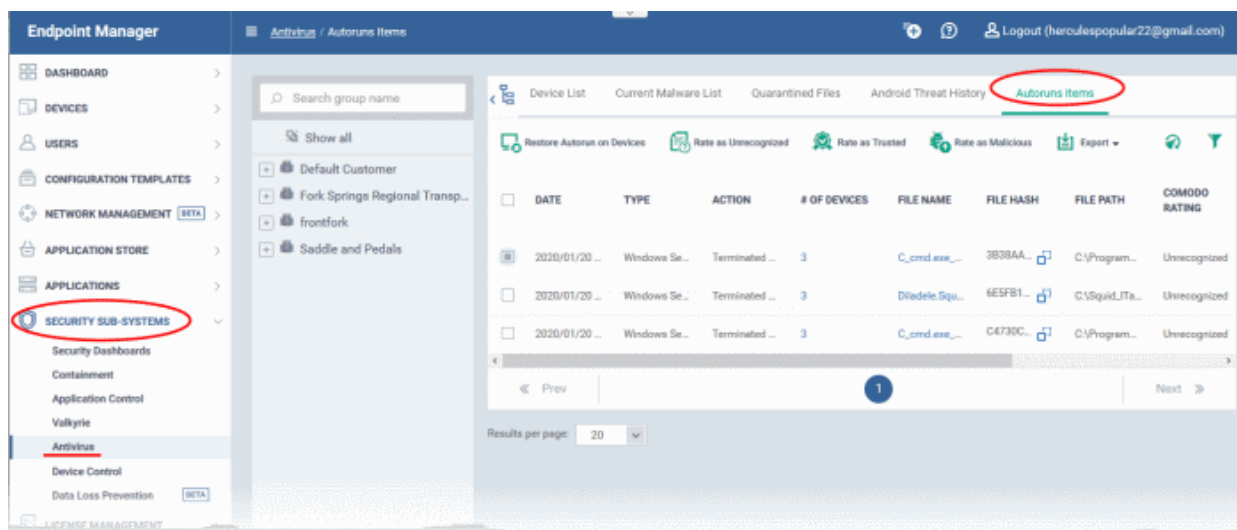 Endpoint Manager
Antivirus / Autoruns Items
Logout (herculespopular22@gmail.com)
DASHBOARD
DEVICES
USERS
CONFIGURATION TEMPLATES
NETWORK MANAGEMENT BETA
APPLICATION STORE
APPLICATIONS
SECURITY SUB-SYSTEMS
Security Dashboards
Containment
Application Control
Valkyrie
Antivirus
Device Control
Data Loss Prevention BETA
LICENSE MANAGEMENT
Search group name
Show all
Default Customer
Fork Springs Regional Transp...
frontfork
Saddle and Pedals
Device List Current Malware List Quarantined Files Android Threat History Autoruns Items
Restore Autorun on Devices Rate as Unrecognized Rate as Trusted Rate as Malicious Export
DATE TYPE ACTION # OF DEVICES FILE NAME FILE HASH FILE PATH COMODO RATING
2020/01/20 ... Windows Se... Terminated ... 3 C_cmd.exe_... 3B38AA... C:\Program... Unrecognized
2020/01/20 ... Windows Se... Terminated ... 3 Diladele.Squ... 6E5FB1... C:\Squid_ITa... Unrecognized
2020/01/20 ... Windows Se... Terminated ... 3 C_cmd.exe_... C4730C... C:\Program... Unrecognized
Prev 1 Next
Results per page: 20